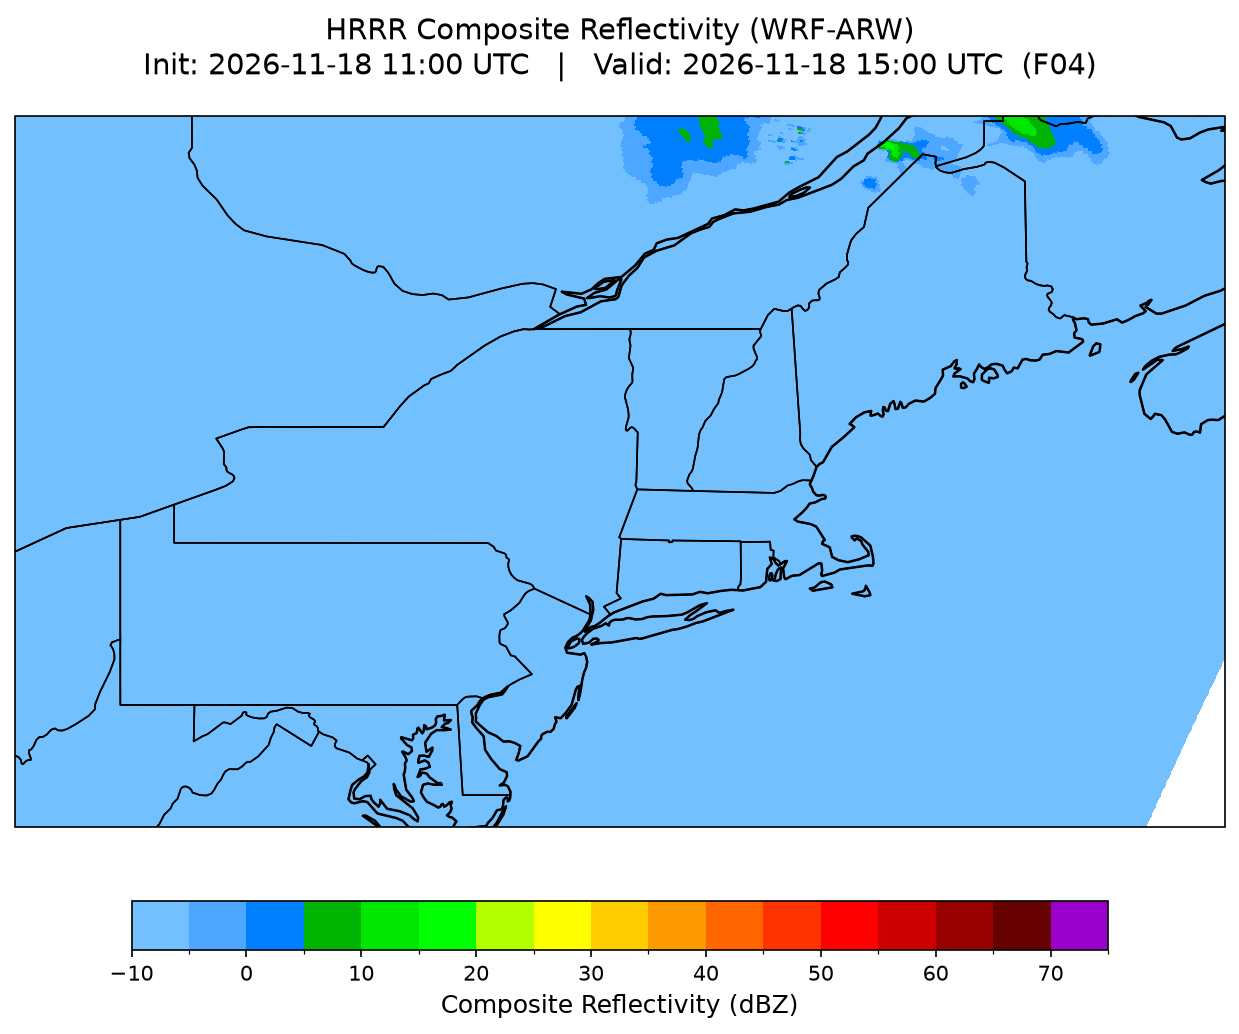 HRRR Composite Reflectivity (WRF-ARW)
Init: 2026-11-18 11:00 UTC   |   Valid: 2026-11-18 15:00 UTC  (F04)
−10 0 10 20 30 40 50 60 70
Composite Reflectivity (dBZ)